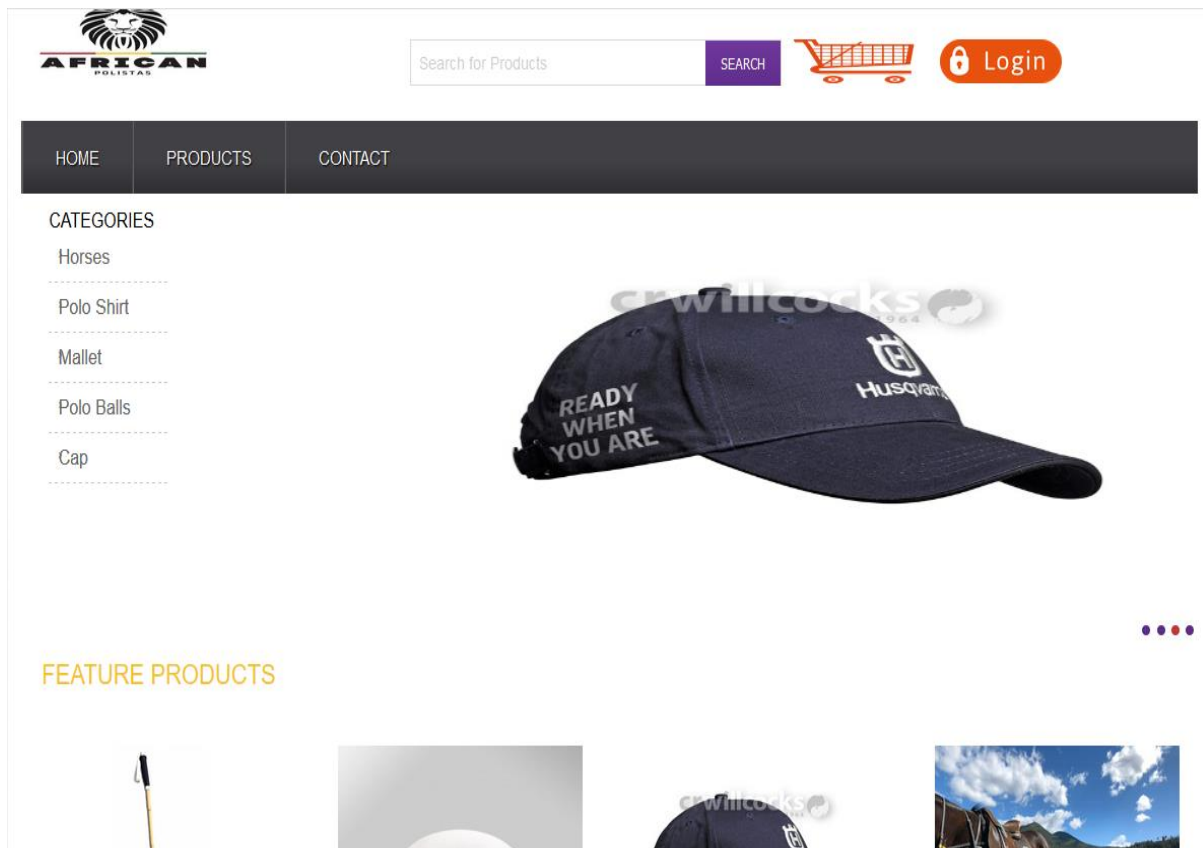 AFRICAN
POLISTAS
Search for Products
SEARCH
Login
HOME
PRODUCTS
CONTACT
CATEGORIES
Horses
Polo Shirt
Mallet
Polo Balls
Cap
crwillcocks
1964
H
Husqvarna
READY
WHEN
YOU ARE
FEATURE PRODUCTS
crwillcocks
H